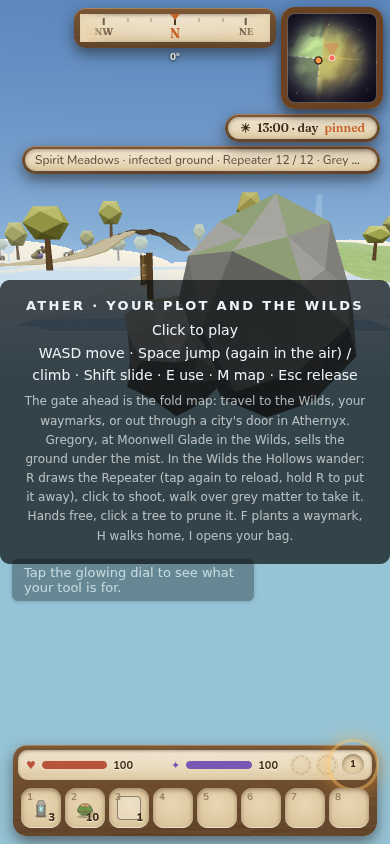 NW N NE
0°
13:00 · day pinned
Spirit Meadows · infected ground · Repeater 12 / 12 · Grey ...
ATHER · YOUR PLOT AND THE WILDS
Click to play
WASD move · Space jump (again in the air) /
climb · Shift slide · E use · M map · Esc release
The gate ahead is the fold map: travel to the Wilds, your
waymarks, or out through a city's door in Athernyx.
Gregory, at Moonwell Glade in the Wilds, sells the
ground under the mist. In the Wilds the Hollows wander:
R draws the Repeater (tap again to reload, hold R to put
it away), click to shoot, walk over grey matter to take it.
Hands free, click a tree to prune it. F plants a waymark,
H walks home, I opens your bag.
Tap the glowing dial to see what
your tool is for.
100 100 1
1 2 3 4 5 6 7 8
3 10 1